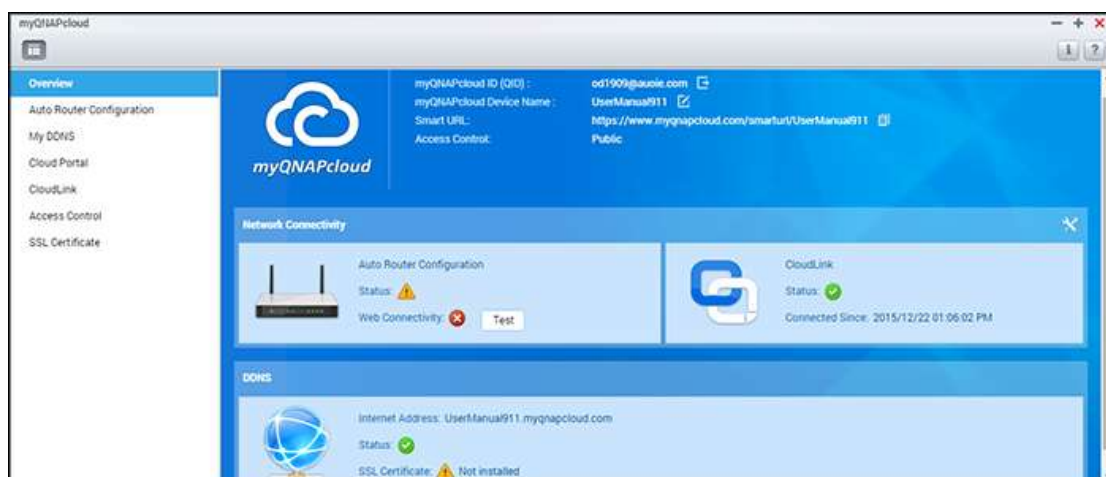 myQNAPcloud
Overview
Auto Router Configuration
My DDNS
Cloud Portal
CloudLink
Access Control
SSL Certificate
myQNAPcloud
myQNAPcloud ID (QID) : od1909@auoie.com
myQNAPcloud Device Name : UserManual911
Smart URL: https://www.myqnapcloud.com/smarturl/UserManual911
Access Control: Public
Network Connectivity
Auto Router Configuration
Status:
Web Connectivity: Test
CloudLink
Status:
Connected Since: 2015/12/22 01:06:02 PM
DDNS
Internet Address: UserManual911.myqnapcloud.com
Status:
SSL Certificate: Not installed